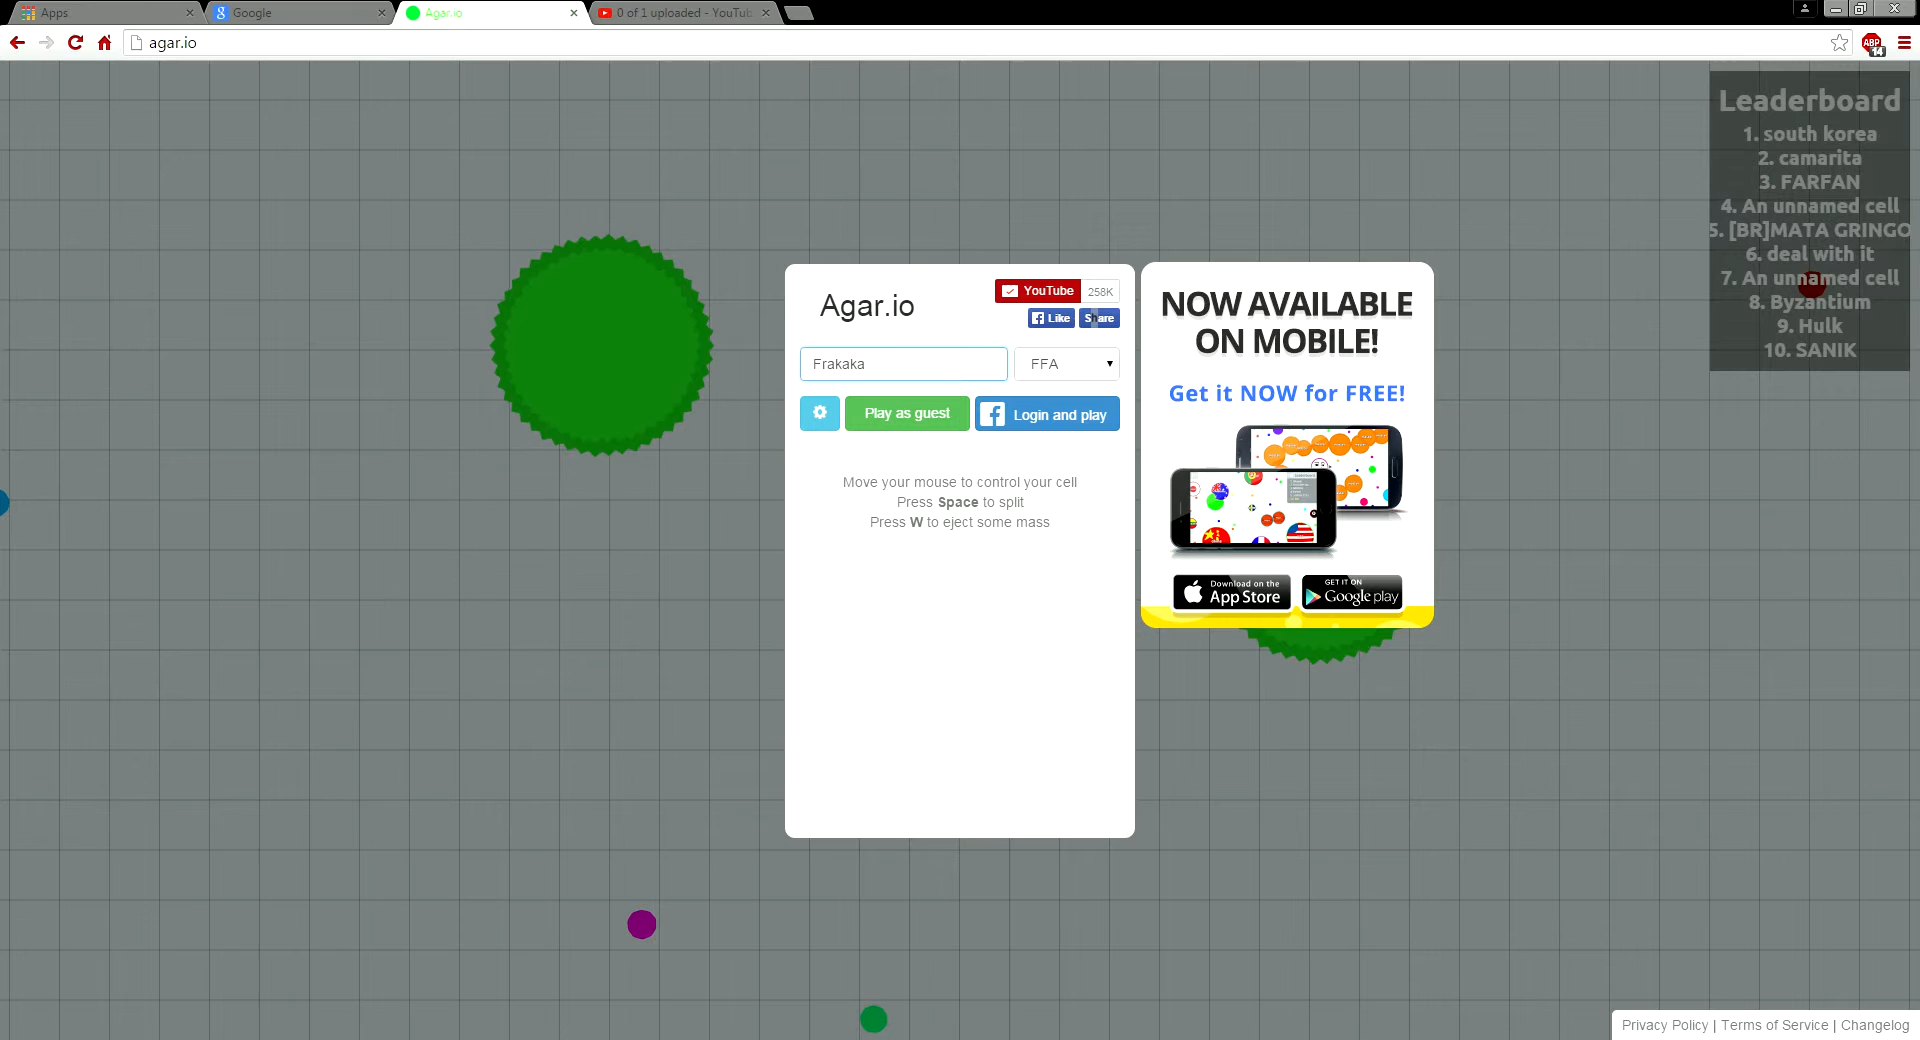 Apps
Google
Agar.io
0 of 1 uploaded - YouTub
agar.io
ABP
14
Leaderboard
1. south korea
2. camarita
3. FARFAN
4. An unnamed cell
5. [BR]MATA GRINGO
6. deal with it
7. An unnamed cell
8. Byzantium
9. Hulk
10. SANIK
Agar.io
YouTube 258K
Like Share
Frakaka
FFA
Play as guest
Login and play
Move your mouse to control your cell
Press Space to split
Press W to eject some mass
NOW AVAILABLE
ON MOBILE!
Get it NOW for FREE!
Download on the
App Store
GET IT ON
Google play
Privacy Policy | Terms of Service | Changelog